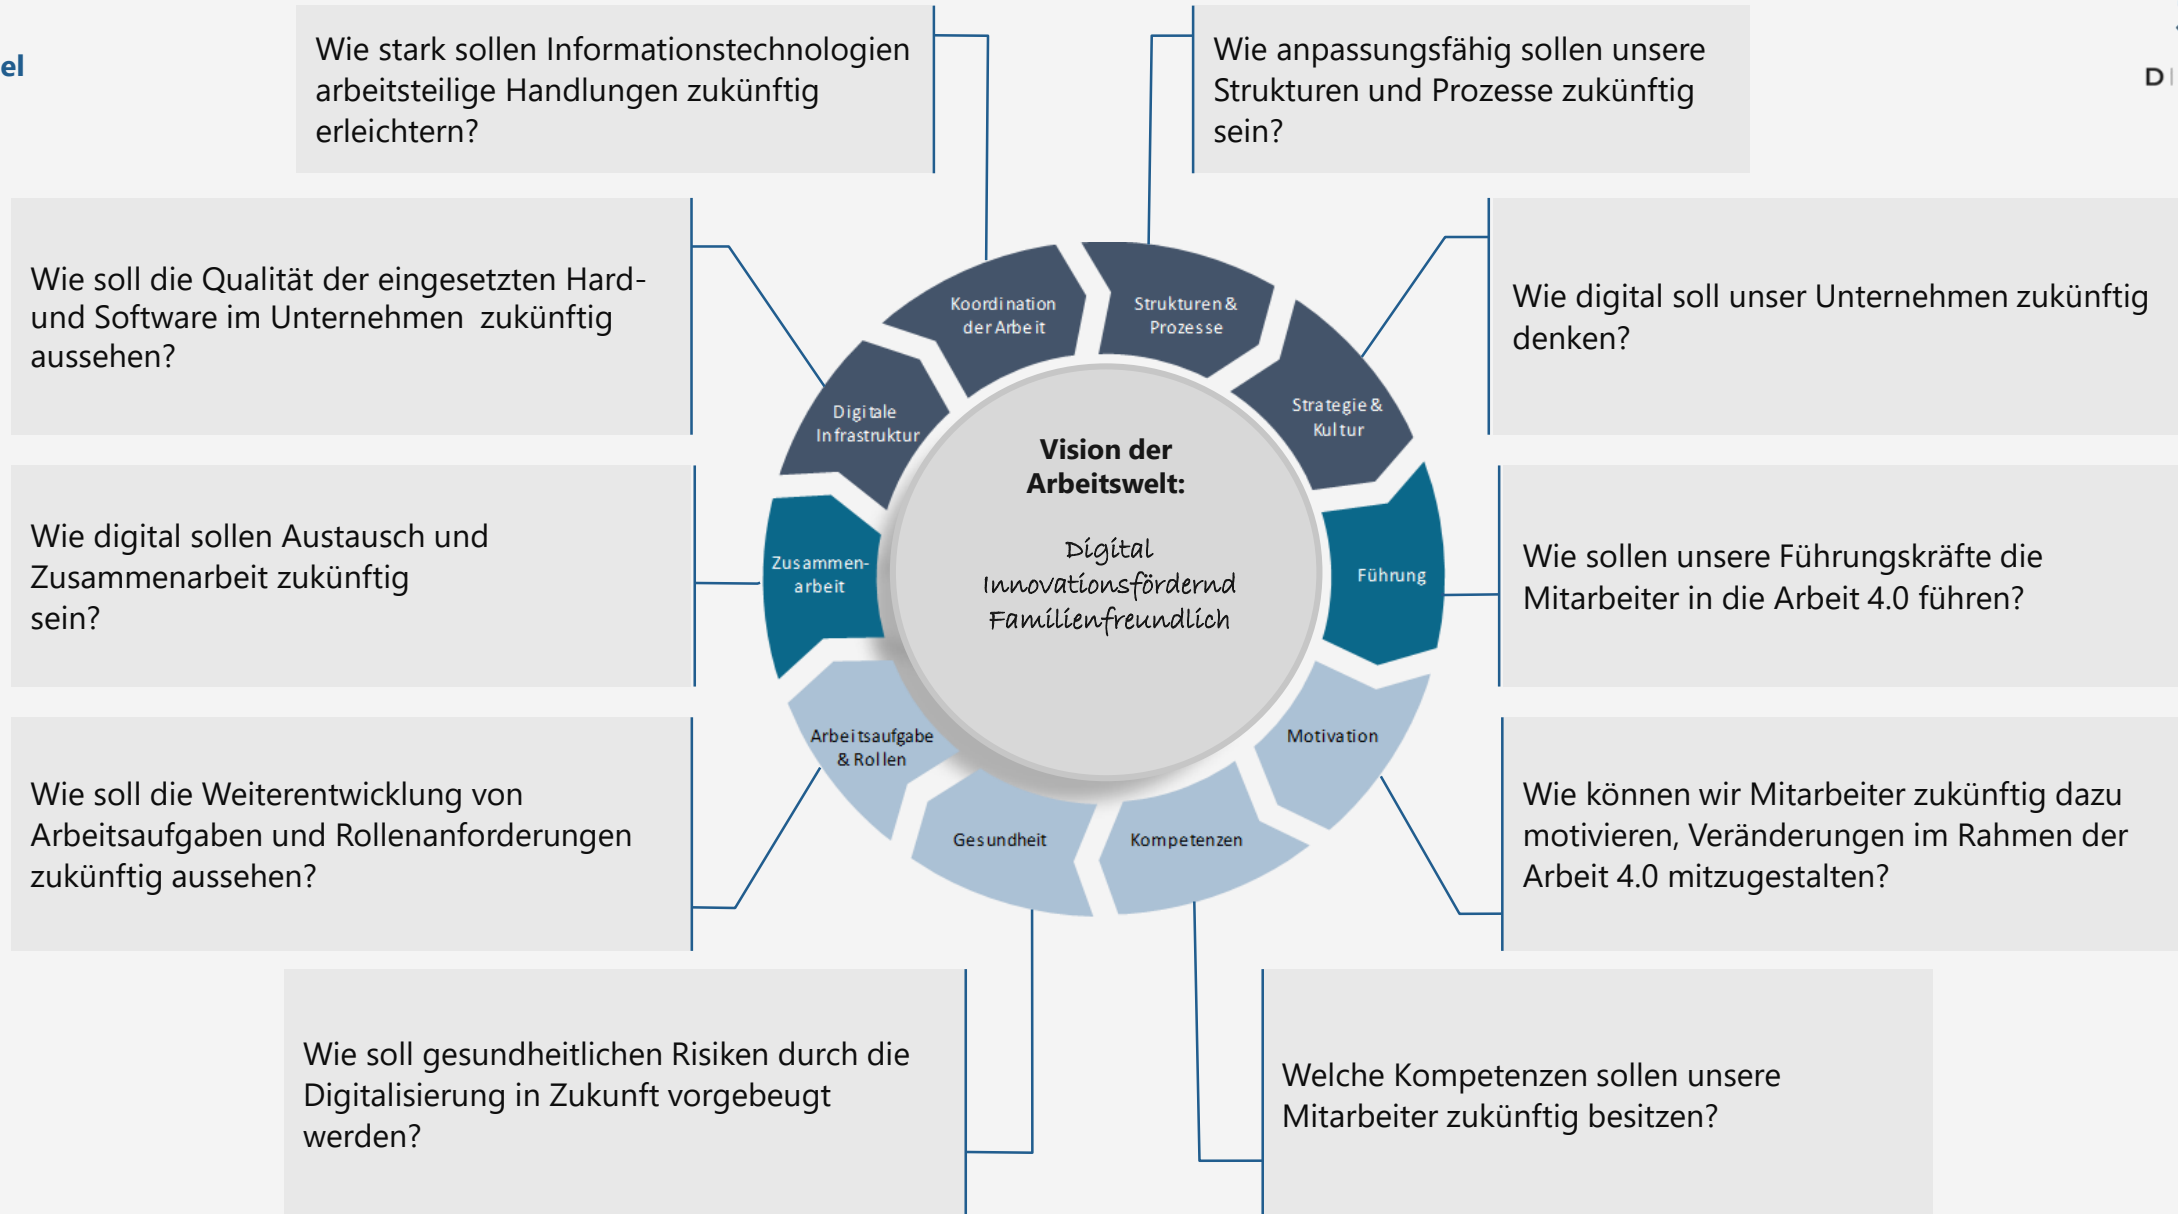 el
DI
Wie stark sollen Informationstechnologien
arbeitsteilige Handlungen zukünftig
erleichtern?
Wie anpassungsfähig sollen unsere
Strukturen und Prozesse zukünftig
sein?
Wie soll die Qualität der eingesetzten Hard-
und Software im Unternehmen  zukünftig
aussehen?
Wie digital soll unser Unternehmen zukünftig
denken?
Wie digital sollen Austausch und
Zusammenarbeit zukünftig
sein?
Wie sollen unsere Führungskräfte die
Mitarbeiter in die Arbeit 4.0 führen?
Wie soll die Weiterentwicklung von
Arbeitsaufgaben und Rollenanforderungen
zukünftig aussehen?
Wie können wir Mitarbeiter zukünftig dazu
motivieren, Veränderungen im Rahmen der
Arbeit 4.0 mitzugestalten?
Wie soll gesundheitlichen Risiken durch die
Digitalisierung in Zukunft vorgebeugt
werden?
Welche Kompetenzen sollen unsere
Mitarbeiter zukünftig besitzen?
Koordination
der Arbeit
Strukturen &
Prozesse
Digitale
Infrastruktur
Strategie &
Kultur
Zusammen-
arbeit
Führung
Arbeitsaufgabe
& Rollen
Motivation
Gesundheit
Kompetenzen
Vision der
Arbeitswelt:
Digital
Innovationsfördernd
Familienfreundlich